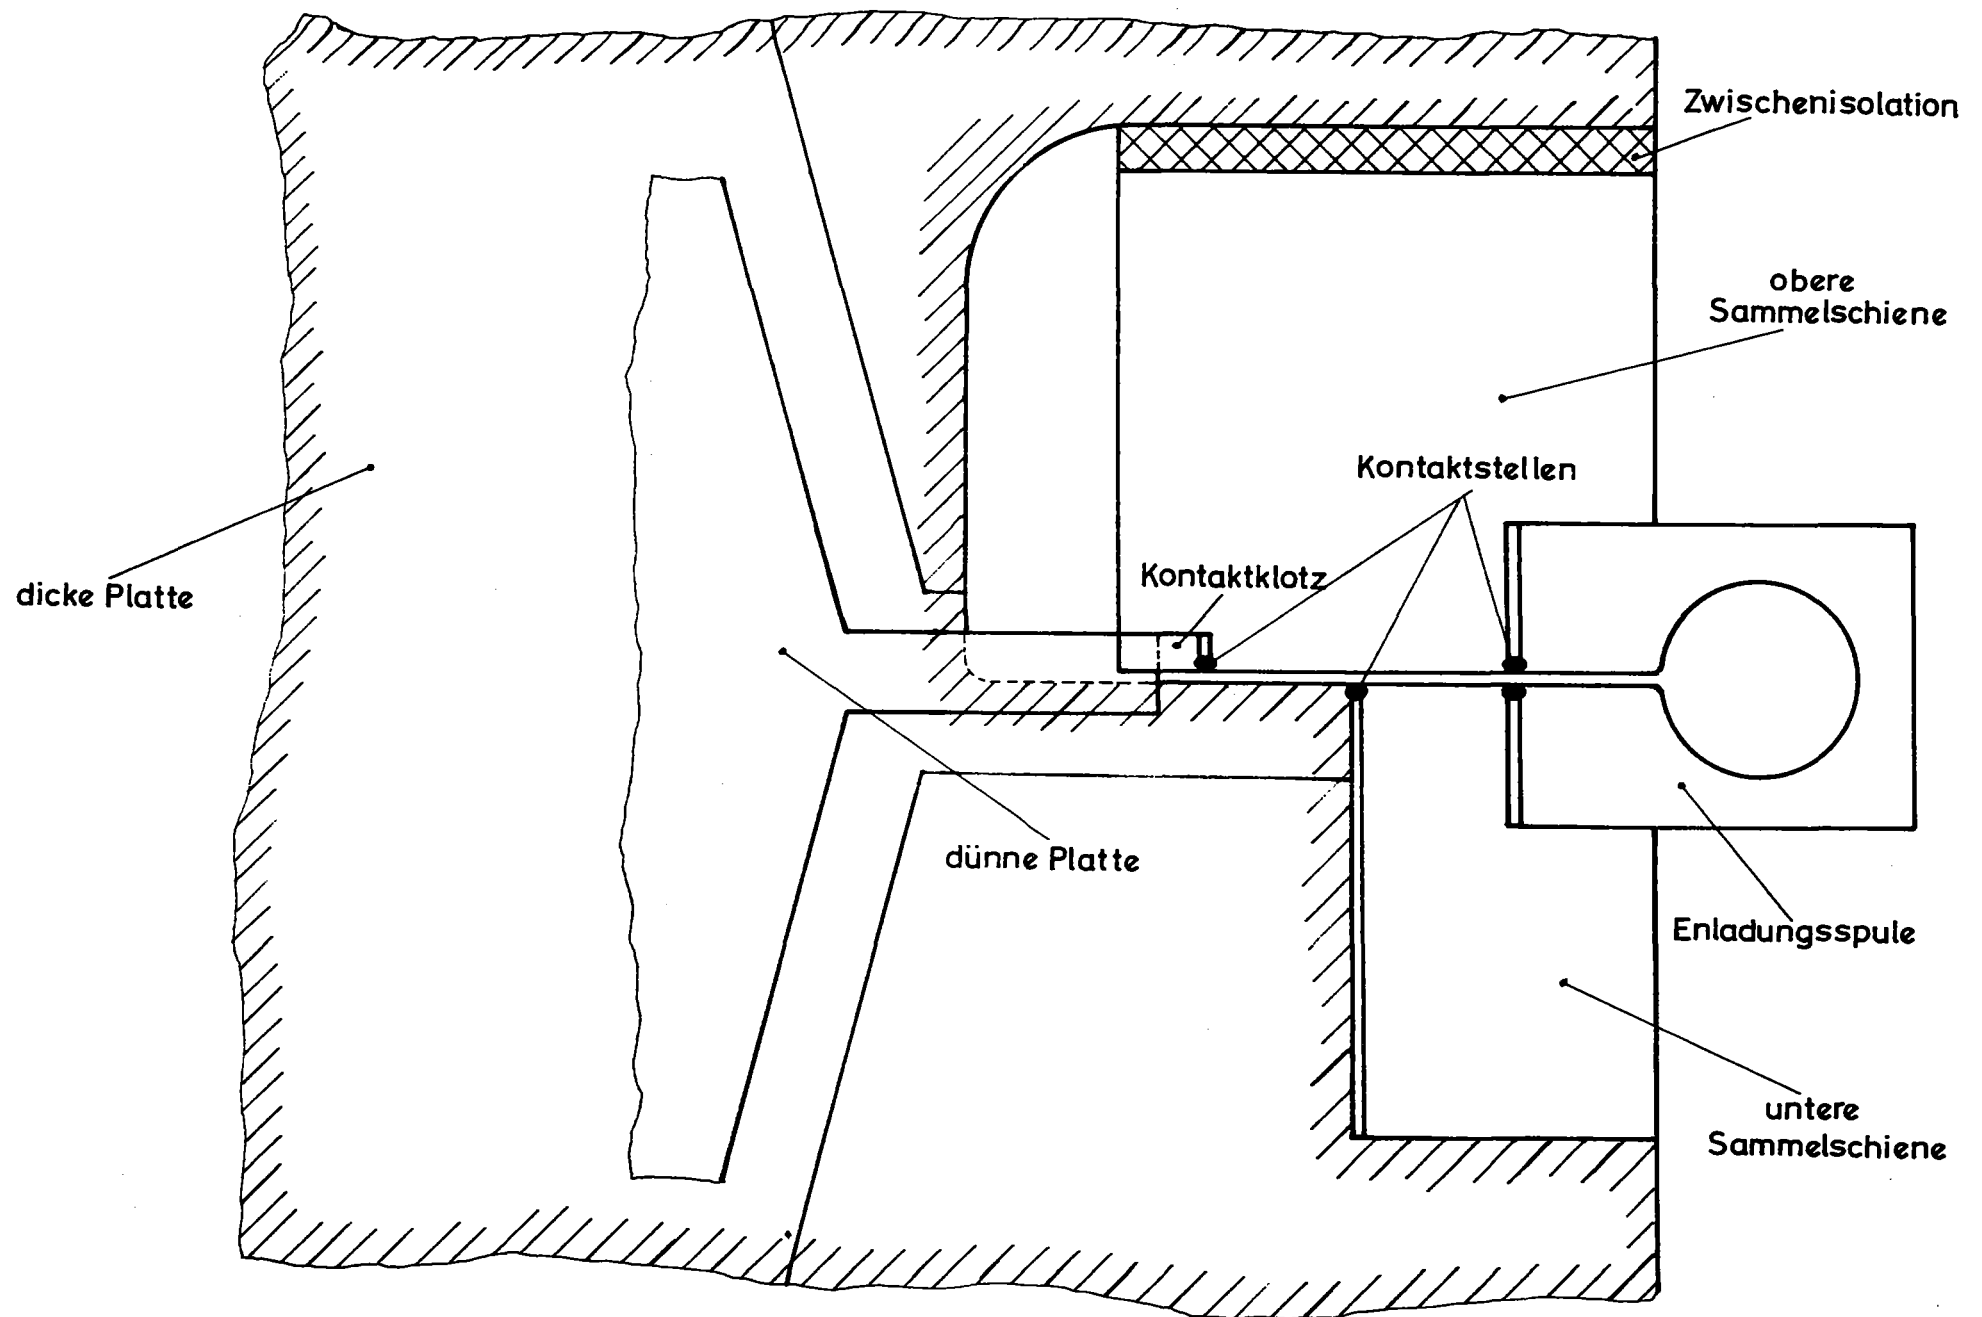 Zwischenisolation
obere
Sammelschiene
Kontaktstellen
Kontaktklotz
dicke Platte
dünne Platte
Enladungsspule
untere
Sammelschiene